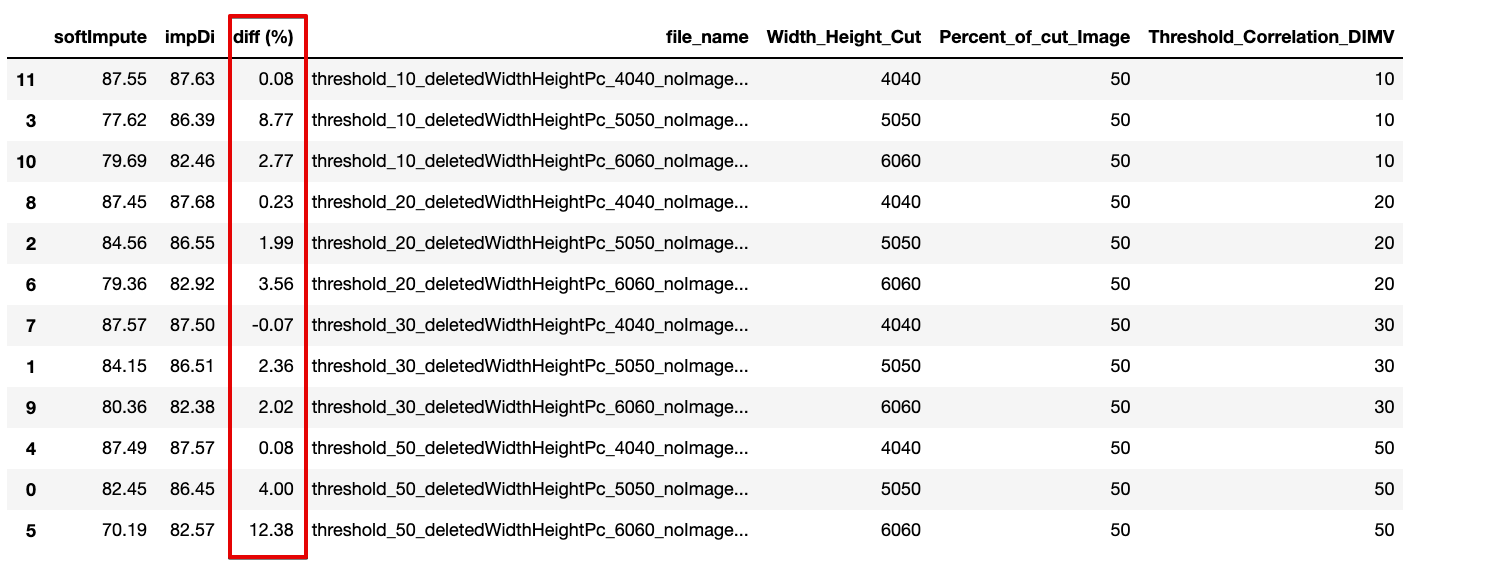 softImpute impDi diff (%) file_name Width_Height_Cut Percent_of_cut_Image Threshold_Correlation_DIMV
11 87.55 87.63 0.08 threshold_10_deletedWidthHeightPc_4040_noImage... 4040 50 10
3 77.62 86.39 8.77 threshold_10_deletedWidthHeightPc_5050_noImage... 5050 50 10
10 79.69 82.46 2.77 threshold_10_deletedWidthHeightPc_6060_noImage... 6060 50 10
8 87.45 87.68 0.23 threshold_20_deletedWidthHeightPc_4040_noImage... 4040 50 20
2 84.56 86.55 1.99 threshold_20_deletedWidthHeightPc_5050_noImage... 5050 50 20
6 79.36 82.92 3.56 threshold_20_deletedWidthHeightPc_6060_noImage... 6060 50 20
7 87.57 87.50 -0.07 threshold_30_deletedWidthHeightPc_4040_noImage... 4040 50 30
1 84.15 86.51 2.36 threshold_30_deletedWidthHeightPc_5050_noImage... 5050 50 30
9 80.36 82.38 2.02 threshold_30_deletedWidthHeightPc_6060_noImage... 6060 50 30
4 87.49 87.57 0.08 threshold_50_deletedWidthHeightPc_4040_noImage... 4040 50 50
0 82.45 86.45 4.00 threshold_50_deletedWidthHeightPc_5050_noImage... 5050 50 50
5 70.19 82.57 12.38 threshold_50_deletedWidthHeightPc_6060_noImage... 6060 50 50